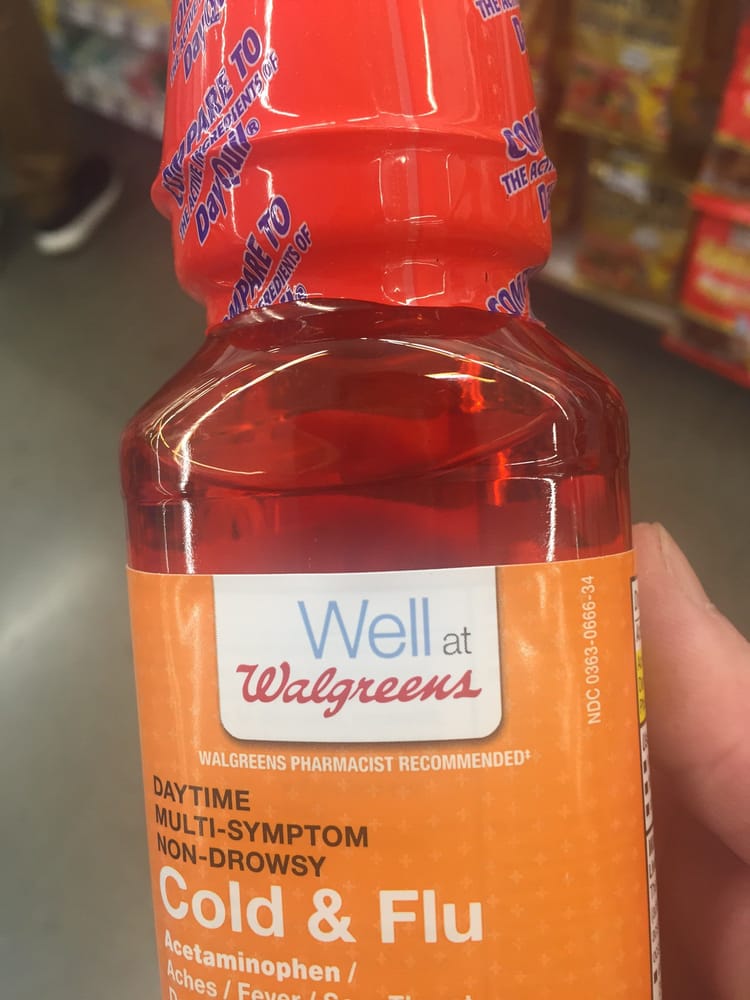 COMPARE TO
THE ACTIVE INGREDIENTS OF
DayQuil®
COMPARE TO
Well at
Walgreens
WALGREENS PHARMACIST RECOMMENDED‡
NDC 0363-0666-34
DAYTIME
MULTI-SYMPTOM
NON-DROWSY
Cold & Flu
Acetaminophen /
Aches / Fever /